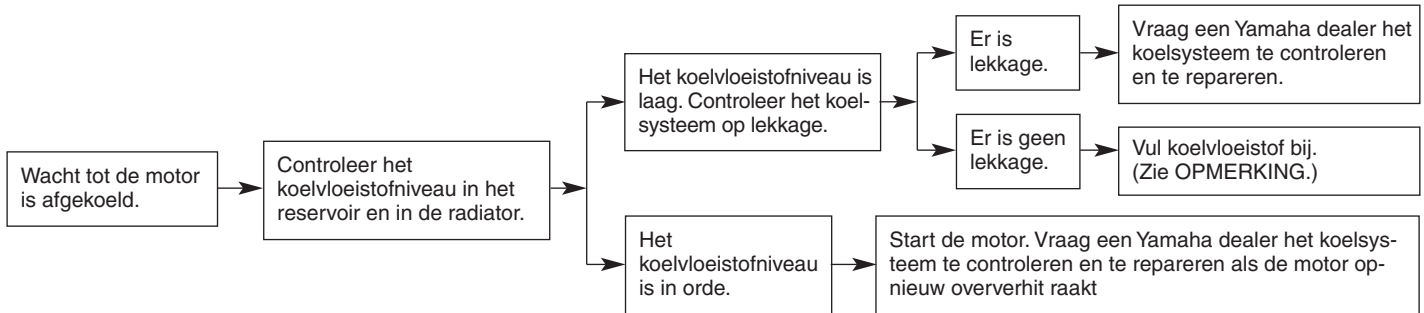 Wacht tot de motor
is afgekoeld.
Controleer het
koelvloeistofniveau in het
reservoir en in de radiator.
Het koelvloeistofniveau is
laag. Controleer het koel-
systeem op lekkage.
Er is
lekkage.
Vraag een Yamaha dealer het
koelsysteem te controleren
en te repareren.
Er is geen
lekkage.
Vul koelvloeistof bij.
(Zie OPMERKING.)
Het
koelvloeistofniveau
is in orde.
Start de motor. Vraag een Yamaha dealer het koelsys-
teem te controleren en te repareren als de motor op-
nieuw oververhit raakt